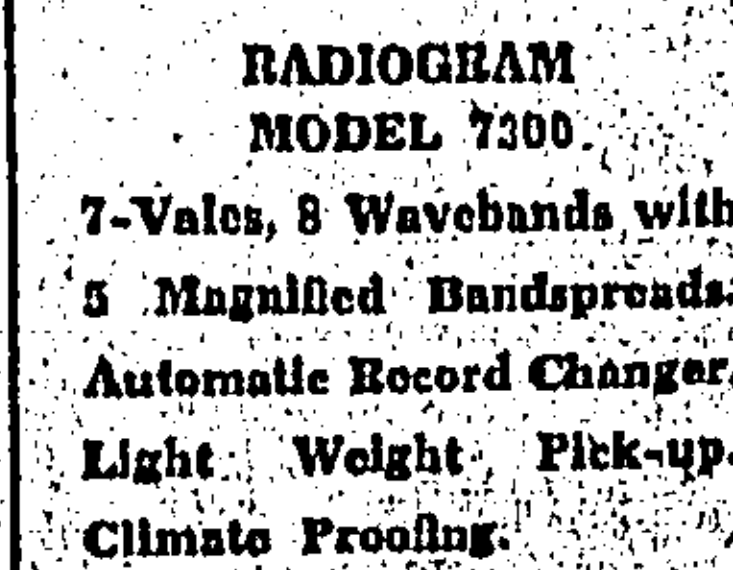 RADIOGRAM
MODEL 7300.
7-Vales, 8 Wavebands with
5 Magnified Bandspreads.
Automatic Record Changer.
Light Weight Pick-up.
Climate Proofing.